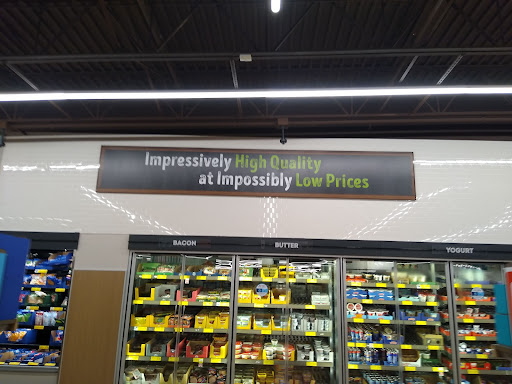 Impressively High Quality
at Impossibly Low Prices
BACON
BUTTER
YOGURT